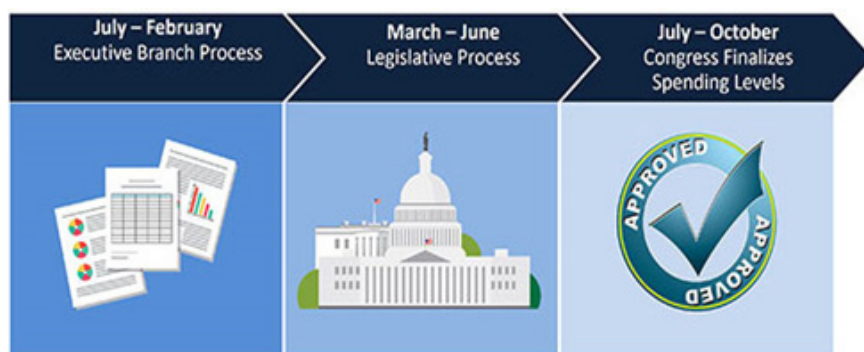 July – February
Executive Branch Process
March – June
Legislative Process
July – October
Congress Finalizes
Spending Levels
APPROVED
APPROVED